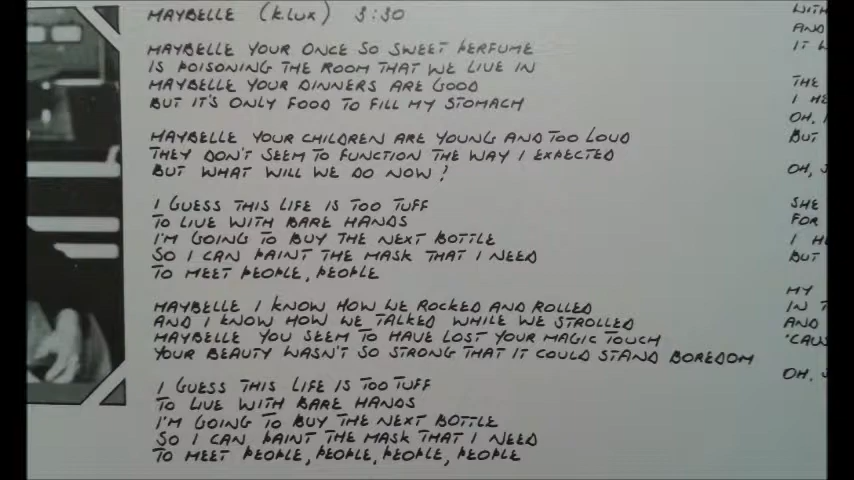 MAYBELLE (K.LUX) 3:30
MAYBELLE YOUR ONCE SO SWEET PERFUME
IS POISONING THE ROOM THAT WE LIVE IN
MAYBELLE YOUR DINNERS ARE GOOD
BUT IT'S ONLY FOOD TO FILL MY STOMACH
MAYBELLE YOUR CHILDREN ARE YOUNG AND TOO LOUD
THEY DON'T SEEM TO FUNCTION THE WAY I EXPECTED
BUT WHAT WILL WE DO NOW?
I GUESS THIS LIFE IS TOO TUFF
TO LIVE WITH BARE HANDS
I'M GOING TO BUY THE NEXT BOTTLE
SO I CAN PAINT THE MASK THAT I NEED
TO MEET PEOPLE, PEOPLE
MAYBELLE I KNOW HOW WE ROCKED AND ROLLED
AND I KNOW HOW WE TALKED WHILE WE STROLLED
MAYBELLE YOU SEEM TO HAVE LOST YOUR MAGIC TOUCH
YOUR BEAUTY WASN'T SO STRONG THAT IT COULD STAND BOREDOM
I GUESS THIS LIFE IS TOO TUFF
TO LIVE WITH BARE HANDS
I'M GOING TO BUY THE NEXT BOTTLE
SO I CAN PAINT THE MASK THAT I NEED
TO MEET PEOPLE, PEOPLE, PEOPLE, PEOPLE
WITH
AND
IT
THE
I
OH,
BUT
OH,
SHE
FOR
I
BUT
MY
IN
AND
'CAUS
OH,